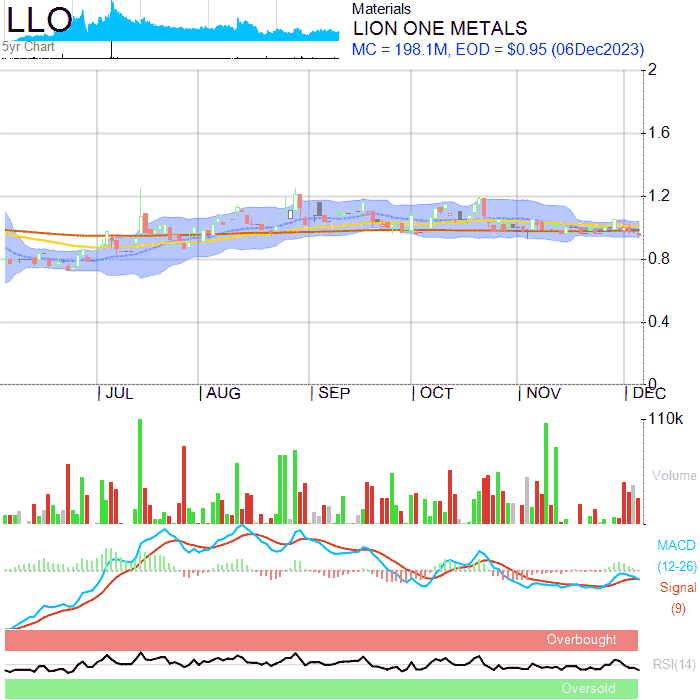 LLO
5yr Chart
Materials
LION ONE METALS
MC = 198.1M, EOD = $0.95 (06Dec2023)
2
1.6
1.2
0.8
0.4
0
JUL AUG SEP OCT NOV DEC
110k
Volume
MACD
(12-26)
Signal
(9)
Overbought
RSI(14)
Oversold